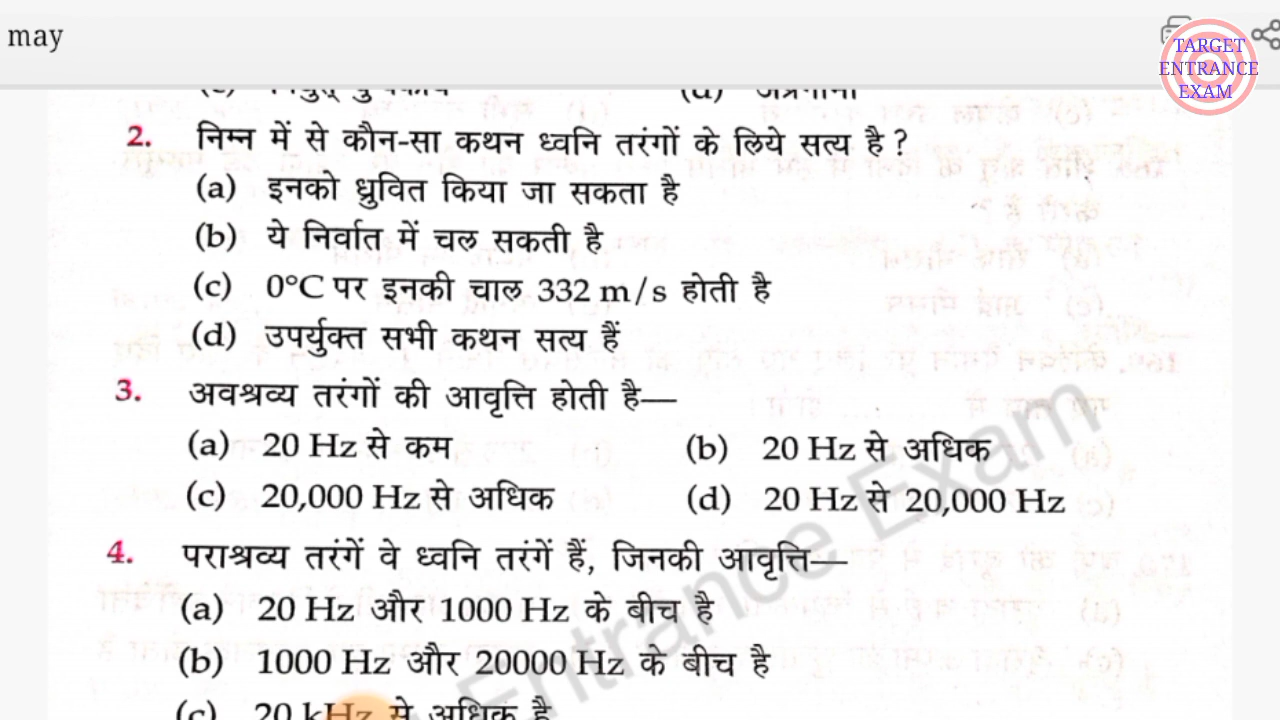 may
TARGET
ENTRANCE
EXAM
(d) अप्रगामी
2. निम्न में से कौन-सा कथन ध्वनि तरंगों के लिये सत्य है ?
(a) इनको ध्रुवित किया जा सकता है
(b) ये निर्वात में चल सकती है
(c) 0°C पर इनकी चाल 332 m/s होती है
(d) उपर्युक्त सभी कथन सत्य हैं
3. अवश्रव्य तरंगों की आवृत्ति होती है—
(a) 20 Hz से कम (b) 20 Hz से अधिक
(c) 20,000 Hz से अधिक (d) 20 Hz से 20,000 Hz
4. पराश्रव्य तरंगें वे ध्वनि तरंगें हैं, जिनकी आवृत्ति—
(a) 20 Hz और 1000 Hz के बीच है
(b) 1000 Hz और 20000 Hz के बीच है
(c) 20 kHz से अधिक है
Entrance Exam